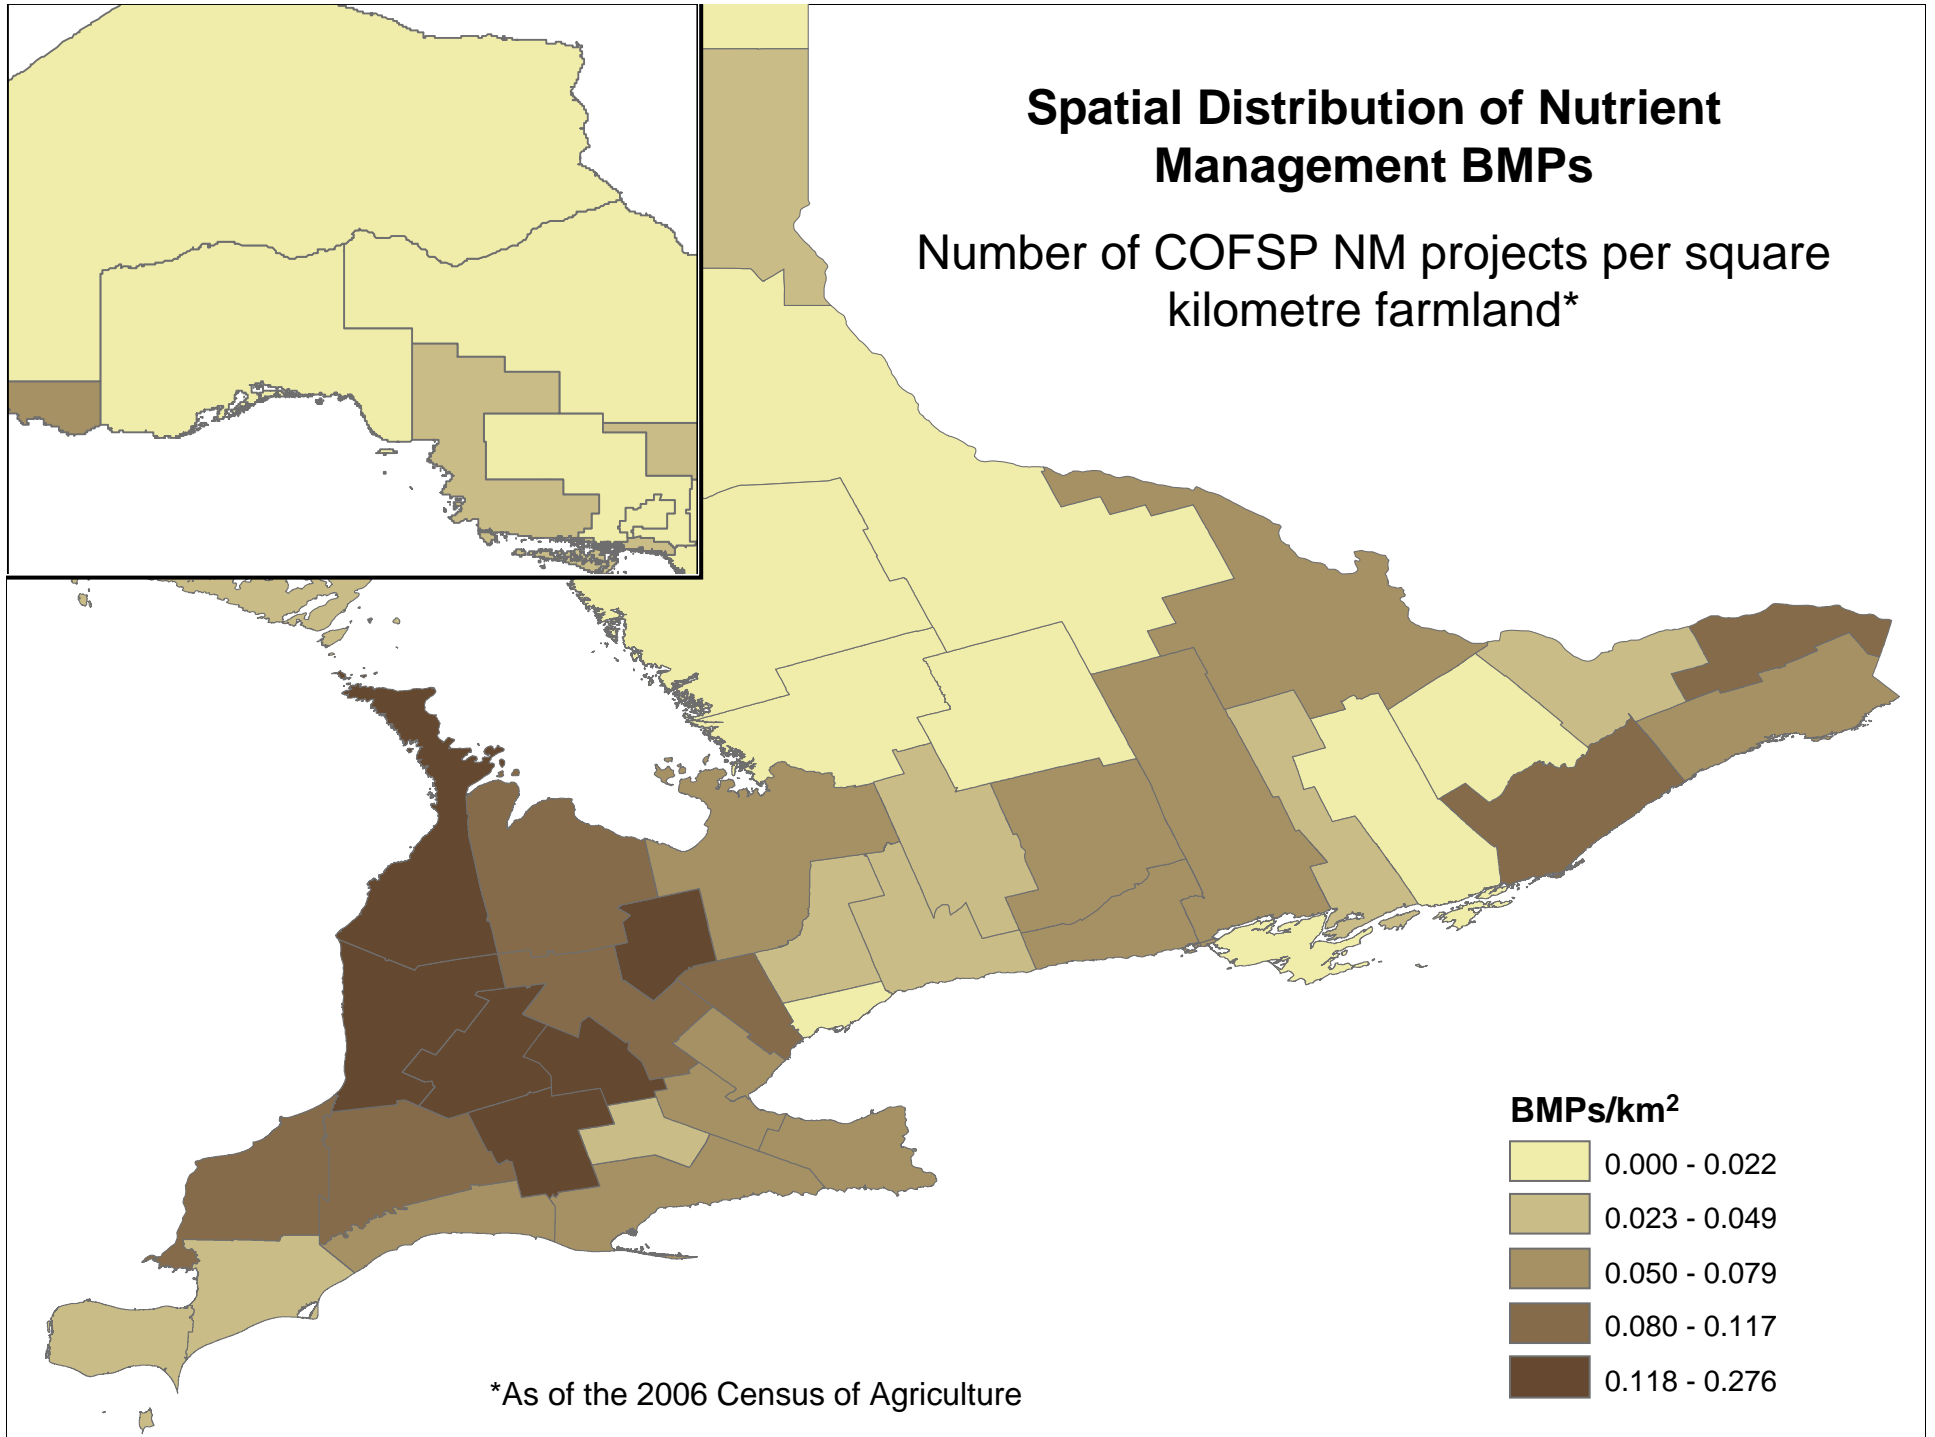 Spatial Distribution of Nutrient
Management BMPs
Number of COFSP NM projects per square
kilometre farmland*
BMPs/km²
0.000 - 0.022
0.023 - 0.049
0.050 - 0.079
0.080 - 0.117
0.118 - 0.276
*As of the 2006 Census of Agriculture